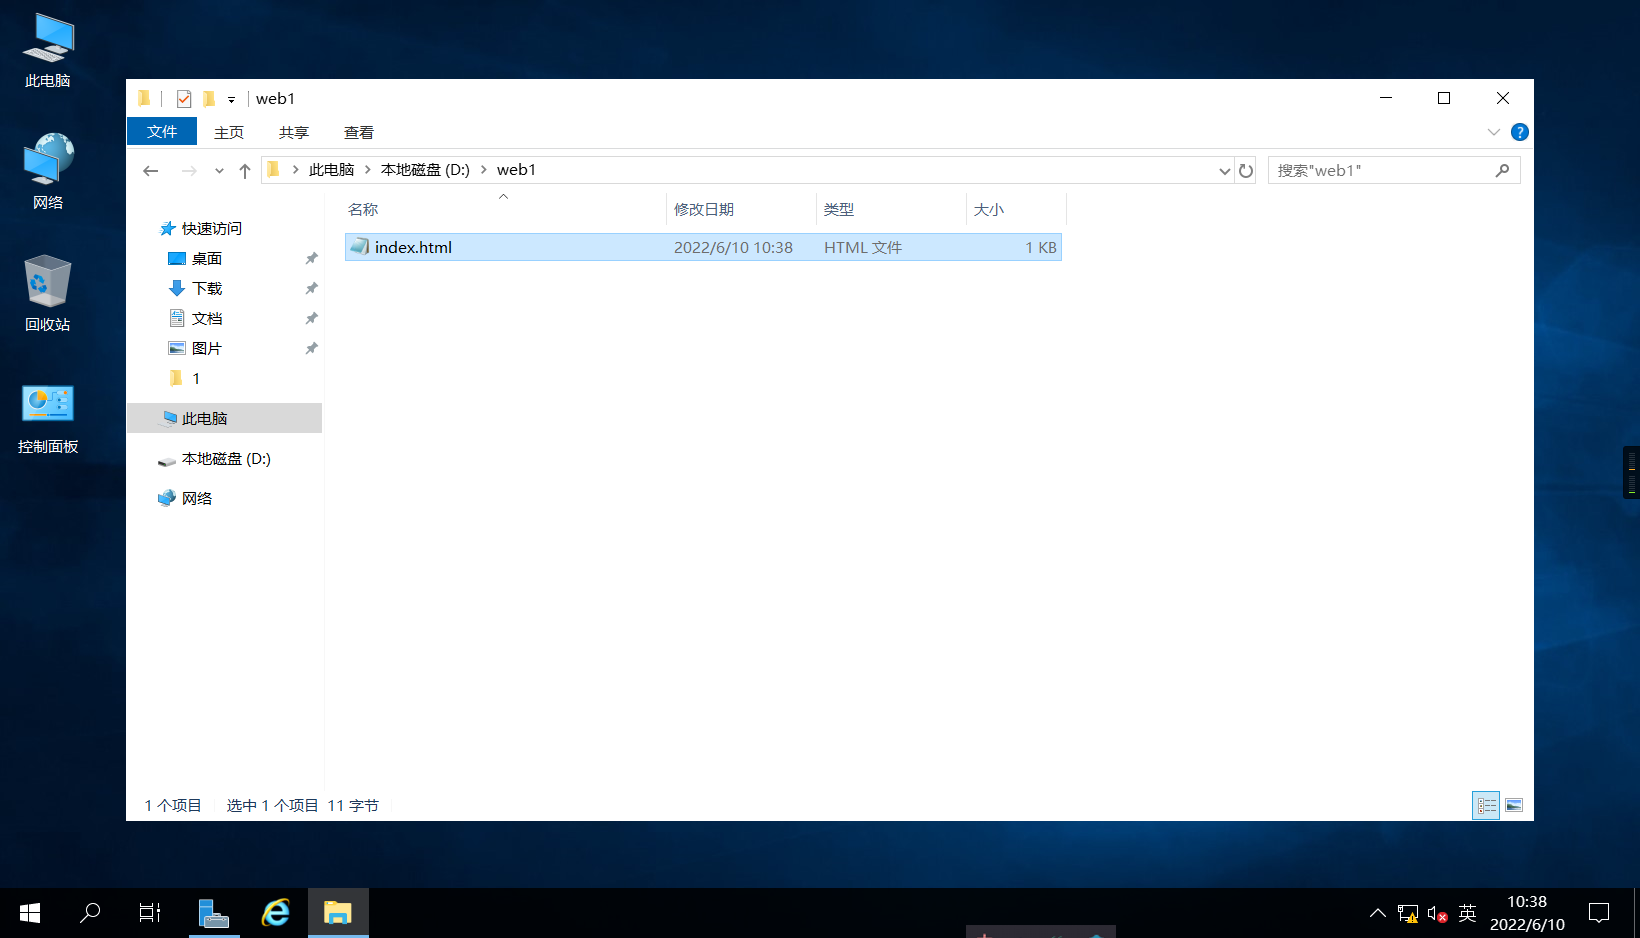 此电脑
网络
回收站
控制面板
web1
文件 主页 共享 查看
此电脑 本地磁盘 (D:) web1
搜索"web1"
快速访问
桌面
下载
文档
图片
1
此电脑
本地磁盘 (D:)
网络
名称 修改日期 类型 大小
index.html 2022/6/10 10:38 HTML 文件 1 KB
1 个项目 选中 1 个项目 11 字节
英
10:38
2022/6/10